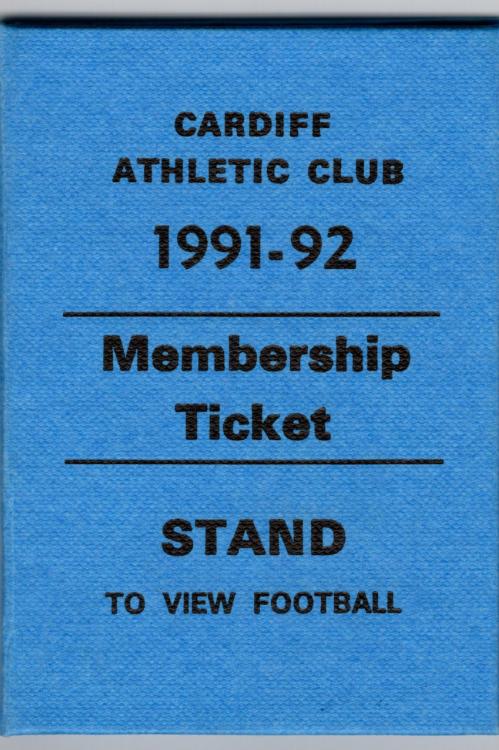 CARDIFF
ATHLETIC CLUB
1991-92
Membership
Ticket
STAND
TO VIEW FOOTBALL